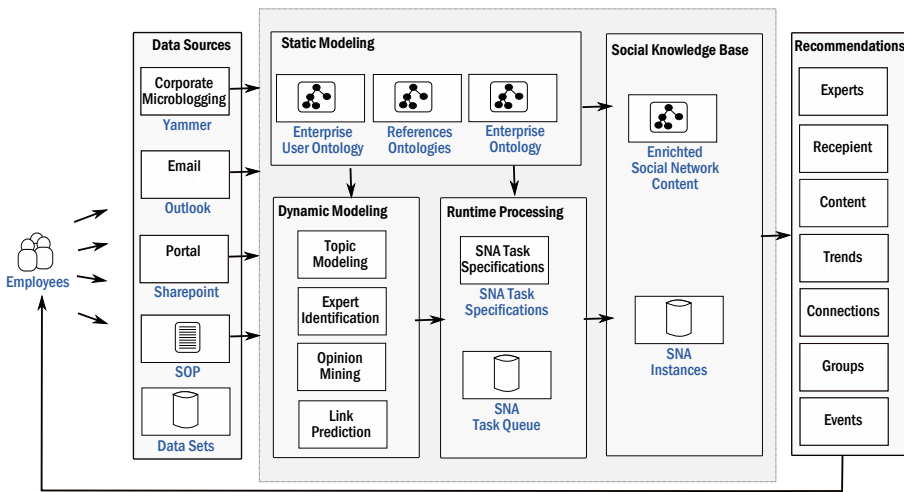 Data Sources
Corporate
Microblogging
Yammer
Email
Outlook
Portal
Sharepoint
SOP
Data Sets
Employees
Static Modeling
Enterprise
User Ontology
References
Ontologies
Enterprise
Ontology
Dynamic Modeling
Topic
Modeling
Expert
Identification
Opinion
Mining
Link
Prediction
Runtime Processing
SNA Task
Specifications
SNA Task
Specifications
SNA
Task Queue
Social Knowledge Base
Enrichted
Social Network
Content
SNA
Instances
Recommendations
Experts
Recepient
Content
Trends
Connections
Groups
Events